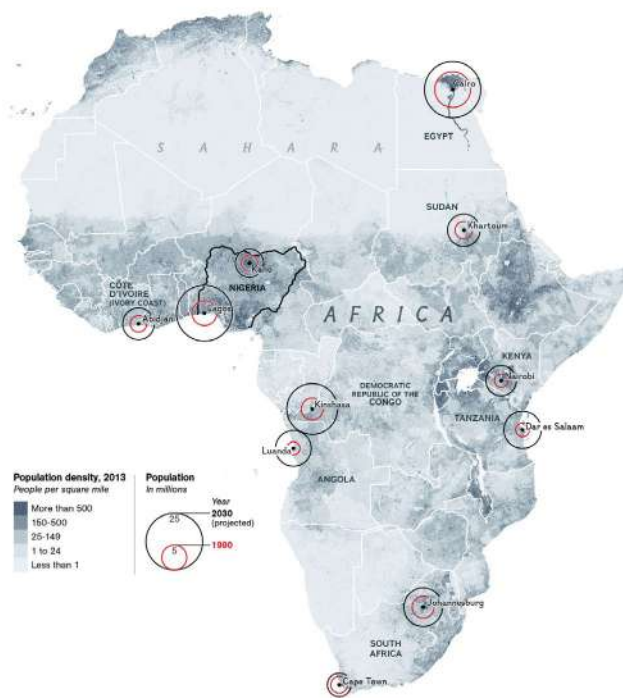 Cairo
EGYPT
S A H A R A
SUDAN
Khartoum
Kano
NIGERIA
CÔTE
D'IVOIRE
(IVORY COAST)
Abidjan
Lagos
AFRICA
KENYA
Nairobi
DEMOCRATIC
REPUBLIC OF THE
CONGO
Kinshasa
TANZANIA
Dar es Salaam
Luanda
ANGOLA
Johannesburg
SOUTH
AFRICA
Cape Town
Population density, 2013
People per square mile
More than 500
150-500
25-149
1 to 24
Less than 1
Population
In millions
Year
25
2030
(projected)
5
1990